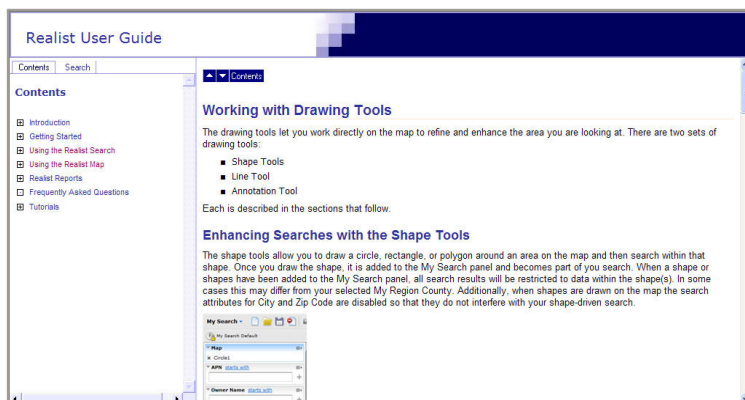 Realist User Guide
Contents Search
Contents
Introduction
Getting Started
Using the Realist Search
Using the Realist Map
Realist Reports
Frequently Asked Questions
Tutorials
Contents
Working with Drawing Tools
The drawing tools let you work directly on the map to refine and enhance the area you are looking at. There are two sets of
drawing tools:
Shape Tools
Line Tool
Annotation Tool
Each is described in the sections that follow.
Enhancing Searches with the Shape Tools
The shape tools allow you to draw a circle, rectangle, or polygon around an area on the map and then search within that
shape. Once you draw the shape, it is added to the My Search panel and becomes part of you search. When a shape or
shapes have been added to the My Search panel, all search results will be restricted to data within the shape(s). In some
cases this may differ from your selected My Region County. Additionally, when shapes are drawn on the map the search
attributes for City and Zip Code are disabled so that they do not interfere with your shape-driven search.
My Search
My Search Default
Map
x Circle1
APN starts with
Owner Name starts with